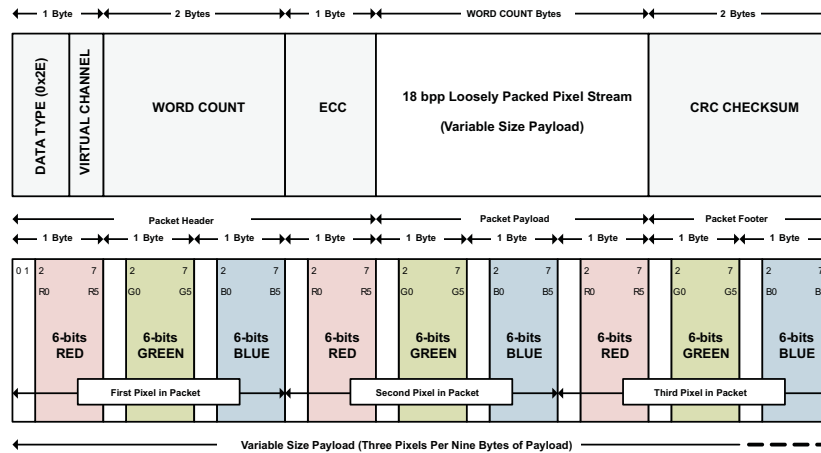 1 Byte 2 Bytes 1 Byte WORD COUNT Bytes 2 Bytes
DATA TYPE (0x2E)
VIRTUAL CHANNEL
WORD COUNT
ECC
18 bpp Loosely Packed Pixel Stream
(Variable Size Payload)
CRC CHECKSUM
Packet Header Packet Payload Packet Footer
1 Byte 1 Byte 1 Byte 1 Byte 1 Byte 1 Byte 1 Byte 1 Byte 1 Byte
0 1 2 7 2 7 2 7 2 7 2 7 2 7 2 7 2 7 2
R0 R5 G0 G5 B0 B5 R0 R5 G0 G5 B0 B5 R0 R5 G0 G5 B0
6-bits 6-bits 6-bits 6-bits 6-bits 6-bits 6-bits 6-bits 6-bits
RED GREEN BLUE RED GREEN BLUE RED GREEN BLUE
First Pixel in Packet Second Pixel in Packet Third Pixel in Packet
Variable Size Payload (Three Pixels Per Nine Bytes of Payload)